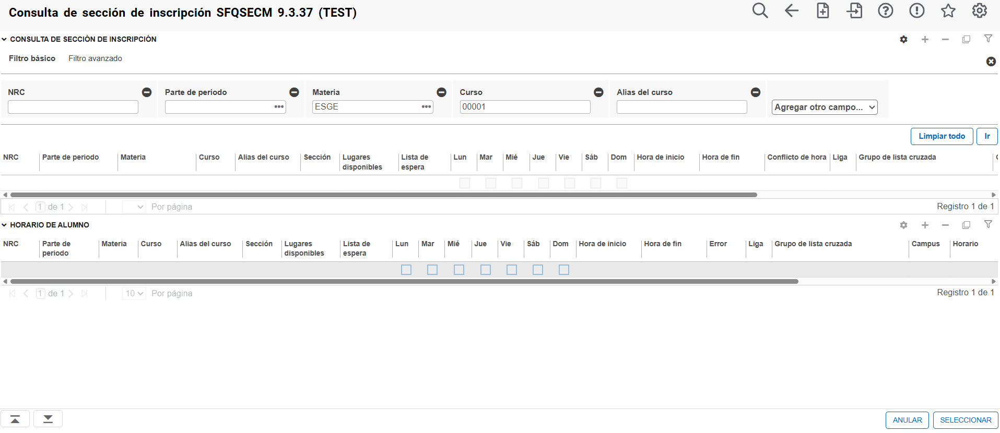 Consulta de sección de inscripción SFQSECM 9.3.37 (TEST)
CONSULTA DE SECCIÓN DE INSCRIPCIÓN
Filtro básico Filtro avanzado
NRC Parte de periodo Materia Curso Alias del curso
ESGE 00001 Agregar otro campo...
Limpiar todo Ir
NRC Parte de periodo Materia Curso Alias del curso Sección Lugares disponibles Lista de espera Lun Mar Mié Jue Vie Sáb Dom Hora de inicio Hora de fin Conflicto de hora Liga Grupo de lista cruzada
1 de 1 Por página Registro 1 de 1
HORARIO DE ALUMNO
NRC Parte de periodo Materia Curso Alias del curso Sección Lugares disponibles Lista de espera Lun Mar Mié Jue Vie Sáb Dom Hora de inicio Hora de fin Error Liga Grupo de lista cruzada Campus Horario
1 de 1 10 Por página Registro 1 de 1
ANULAR SELECCIONAR